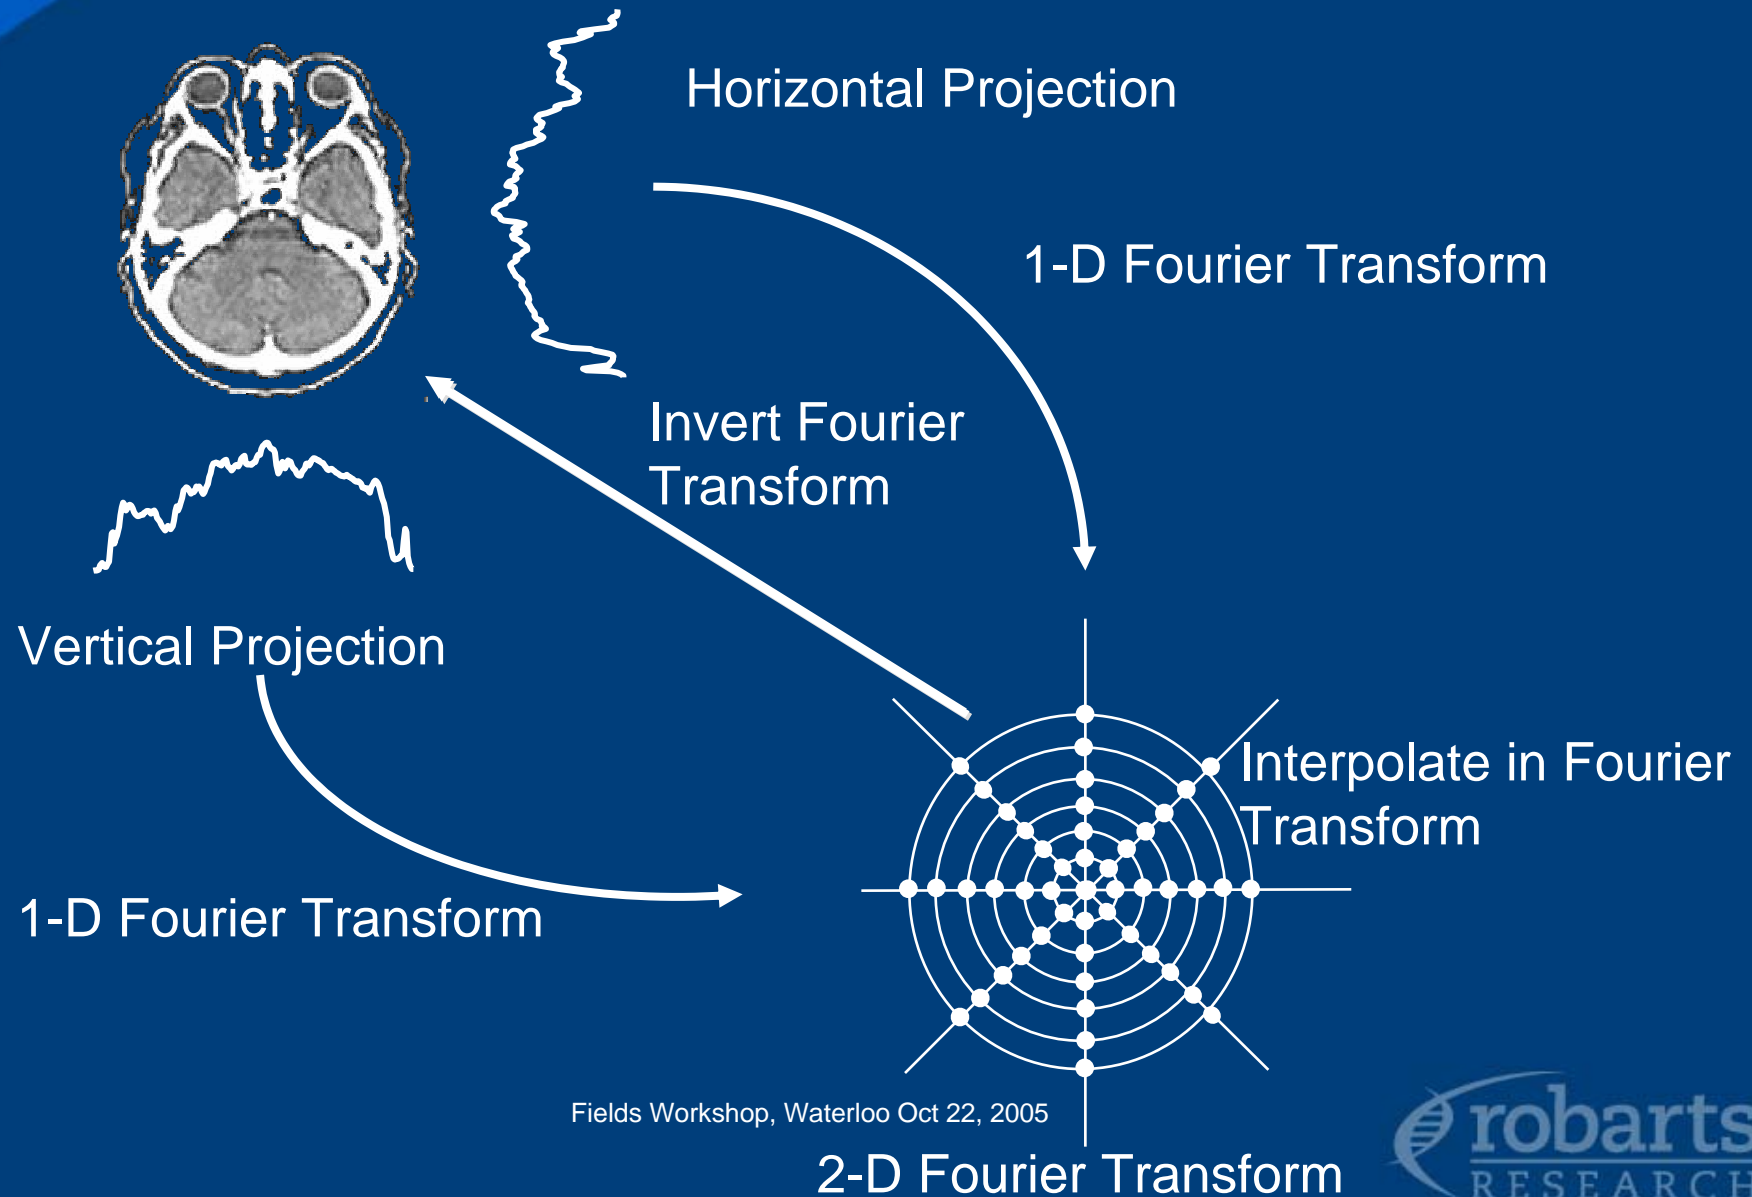 Horizontal Projection
1-D Fourier Transform
Invert Fourier
Transform
Vertical Projection
Interpolate in Fourier
Transform
1-D Fourier Transform
Fields Workshop, Waterloo Oct 22, 2005
2-D Fourier Transform
robarts
RESEARCH